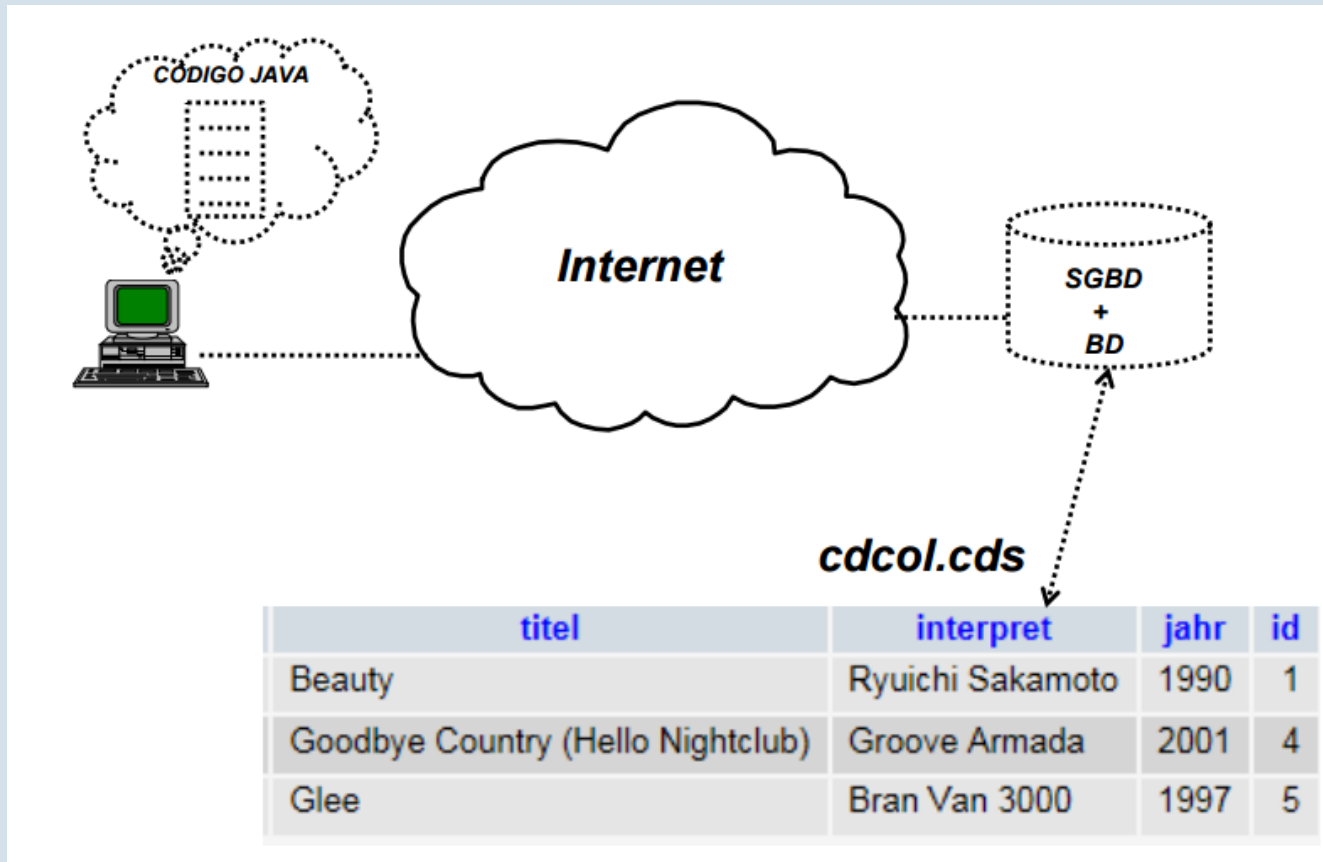 CÓDIGO JAVA
Internet
SGBD
+
BD
cdcol.cds
titel interpret jahr id
Beauty Ryuichi Sakamoto 1990 1
Goodbye Country (Hello Nightclub) Groove Armada 2001 4
Glee Bran Van 3000 1997 5